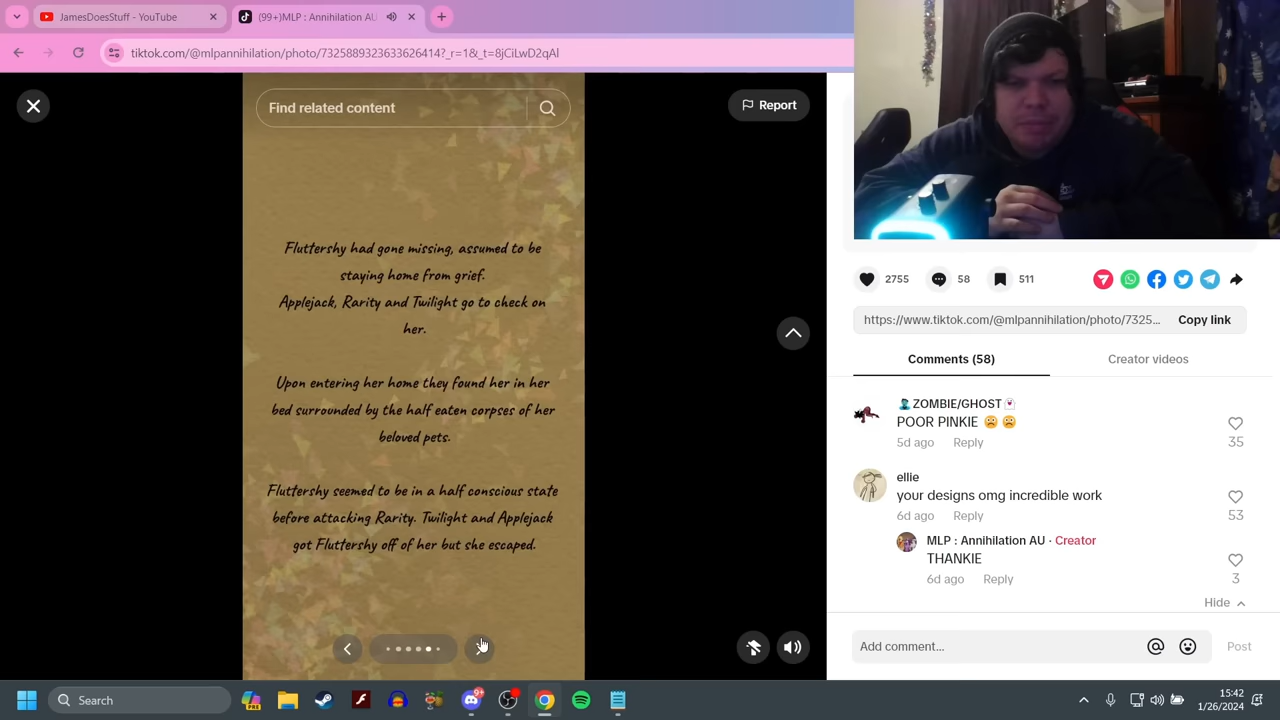 JamesDoesStuff - YouTube
(99+)MLP : Annihilation AU
tiktok.com/@mlpannihilation/photo/7325889323633626414?_r=1&_t=8jCiLwD2qAl
Find related content
Report
Fluttershy had gone missing, assumed to be
staying home from grief.
Applejack, Rarity and Twilight go to check on
her.
Upon entering her home they found her in her
bed surrounded by the half eaten corpses of her
beloved pets.
Fluttershy seemed to be in a half conscious state
before attacking Rarity. Twilight and Applejack
got Fluttershy off of her but she escaped.
2755
58
511
https://www.tiktok.com/@mlpannihilation/photo/7325...
Copy link
Comments (58)
Creator videos
🧟ZOMBIE/GHOST👻
POOR PINKIE ☹️ ☹️
5d ago
Reply
35
ellie
your designs omg incredible work
6d ago
Reply
53
MLP : Annihilation AU · Creator
THANKIE
6d ago
Reply
3
Hide
Add comment...
Post
Search
PRE
9+
15:42
1/26/2024